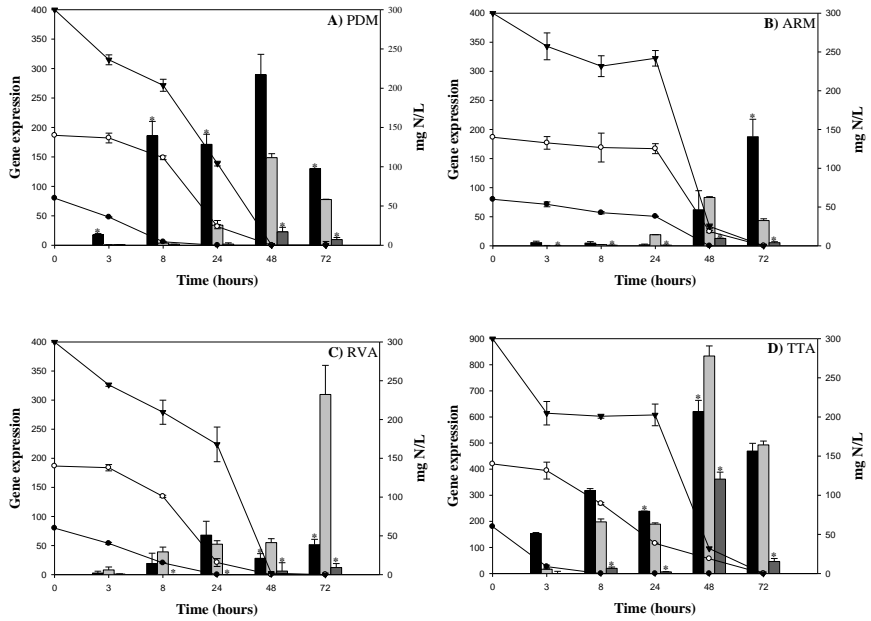 A) PDM
400
350
300
250
200
150
100
50
0
Gene expression
300
250
200
150
100
50
0
mg N/L
0 3 8 24 48 72
Time (hours)
* * * * * *
B) ARM
400
350
300
250
200
150
100
50
0
Gene expression
300
250
200
150
100
50
0
mg N/L
0 3 8 24 48 72
Time (hours)
* * * * * *
C) RVA
400
350
300
250
200
150
100
50
0
Gene expression
300
250
200
150
100
50
0
mg N/L
0 3 8 24 48 72
Time (hours)
* * * * * *
D) TTA
900
800
700
600
500
400
300
200
100
0
Gene expression
300
200
100
0
mg N/L
0 3 8 24 48 72
Time (hours)
* * * * * *